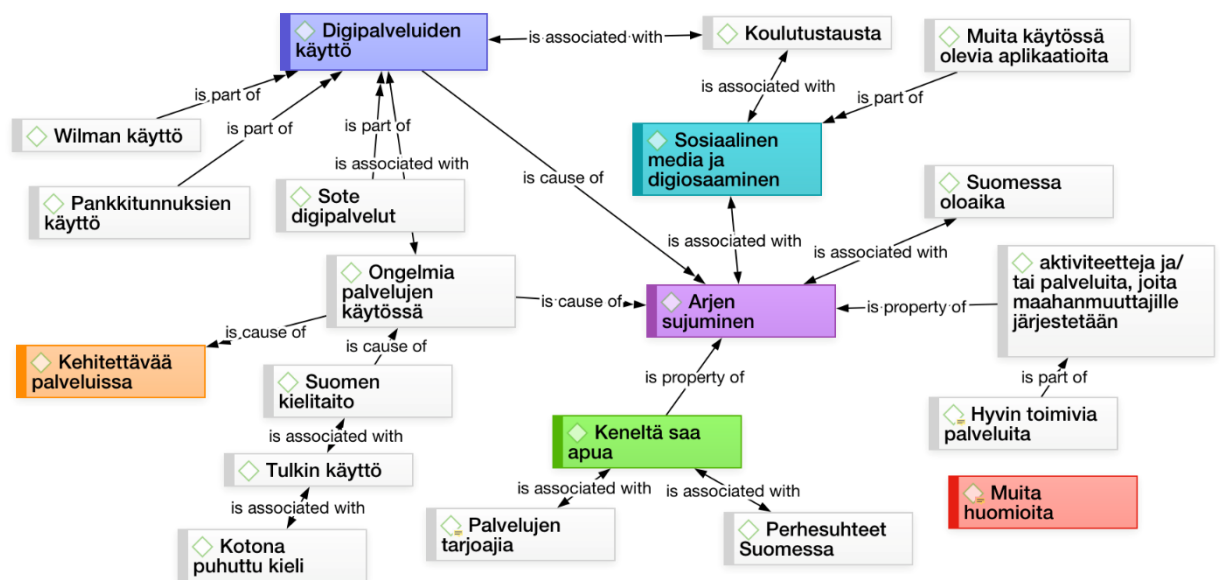 Digipalveluiden
käyttö
is associated with
Koulutustausta
Muita käytössä
olevia aplikaatioita
is part of
is associated with
is part of
Wilman käyttö
is part of
is part of
Sosiaalinen
media ja
digiosaaminen
is associated with
is cause of
Suomessa
oloaika
Pankkitunnuksien
käyttö
Sote
digipalvelut
is associated with
is associated with
Ongelmia
palvelujen
käytössä
aktiviteetteja ja/
tai palveluita, joita
maahanmuuttajille
järjestetään
is cause of
Arjen
sujuminen
is property of
is cause of
is cause of
Kehitettävää
palveluissa
Suomen
kielitaito
is property of
is part of
Hyvin toimivia
palveluita
is associated with
Keneltä saa
apua
Tulkin käyttö
is associated with
is associated with
is associated with
Muita
huomioita
Palvelujen
tarjoajia
Perhesuhteet
Suomessa
Kotona
puhuttu kieli